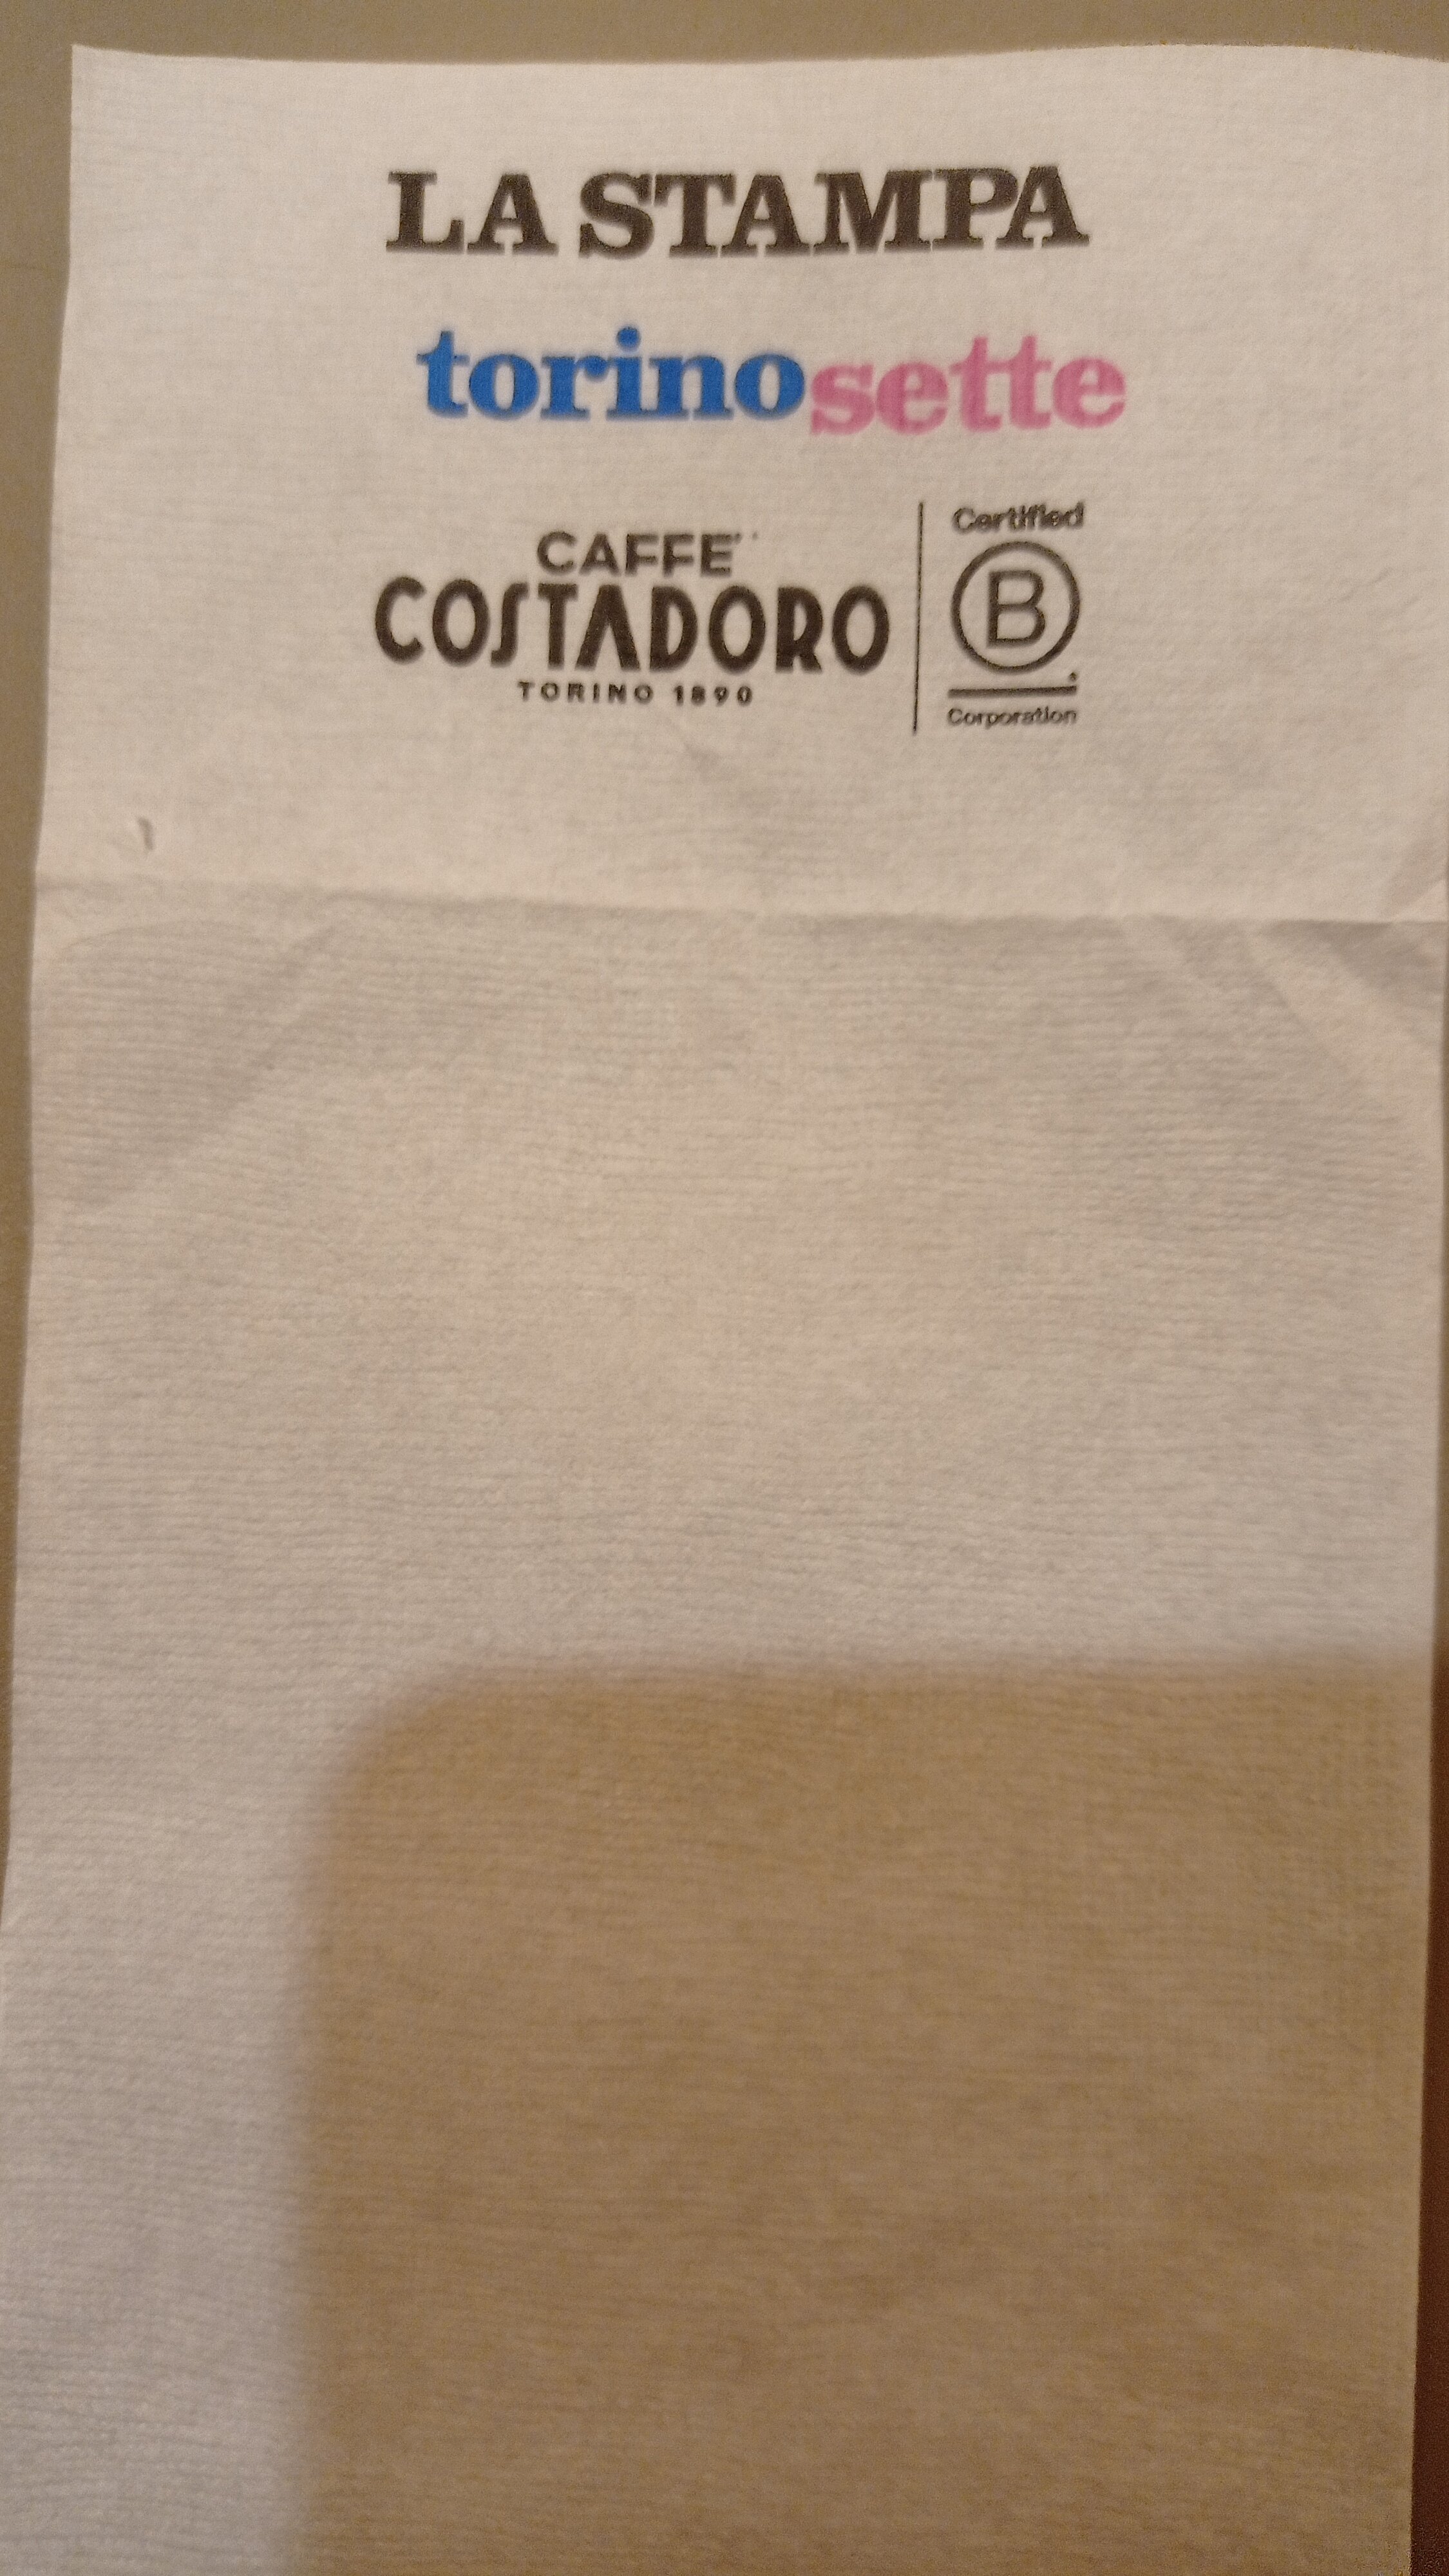 LA STAMPA
torinosette
CAFFE'
COSTADORO
TORINO 1890
Certified
B
Corporation